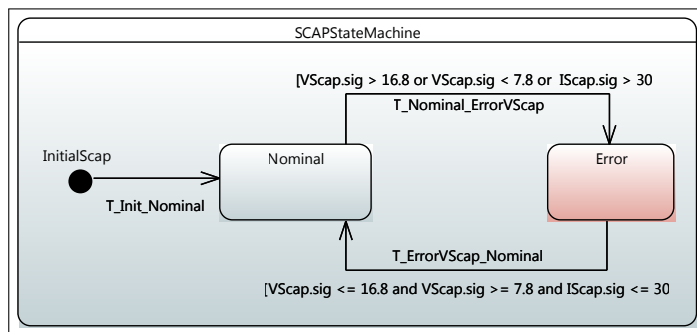 SCAPStateMachine
[VScap.sig > 16.8 or VScap.sig < 7.8 or IScap.sig > 30
T_Nominal_ErrorVScap
InitialScap
Nominal
Error
T_Init_Nominal
T_ErrorVScap_Nominal
[VScap.sig <= 16.8 and VScap.sig >= 7.8 and IScap.sig <= 30